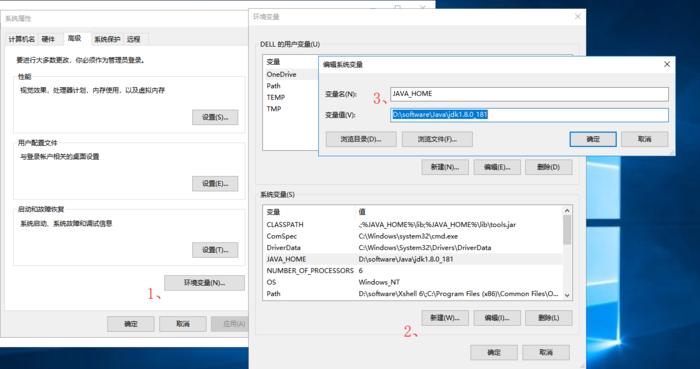 系统属性
计算机名 硬件 高级 系统保护 远程
要进行大多数更改，你必须作为管理员登录。
性能
视觉效果，处理器计划，内存使用，以及虚拟内存
设置(S)...
用户配置文件
与登录帐户相关的桌面设置
设置(E)...
启动和故障恢复
系统启动、系统故障和调试信息
设置(T)...
1、
环境变量(N)...
确定 取消 应用(A)
环境变量
DELL 的用户变量(U)
变量
OneDrive
Path
TEMP
TMP
新建(N)... 编辑(E)... 删除(D)
编辑系统变量
3、
变量名(N): JAVA_HOME
变量值(V): D:\software\Java\jdk1.8.0_181
浏览目录(D)... 浏览文件(F)... 确定 取消
系统变量(S)
变量 值
CLASSPATH .;%JAVA_HOME%\lib;%JAVA_HOME%\lib\tools.jar
ComSpec C:\Windows\system32\cmd.exe
DriverData C:\Windows\System32\Drivers\DriverData
JAVA_HOME D:\software\Java\jdk1.8.0_181
NUMBER_OF_PROCESSORS 6
OS Windows_NT
Path D:\software\Xshell 6\;C:\Program Files (x86)\Common Files\O...
2、
新建(W)... 编辑(I)... 删除(L)
确定 取消